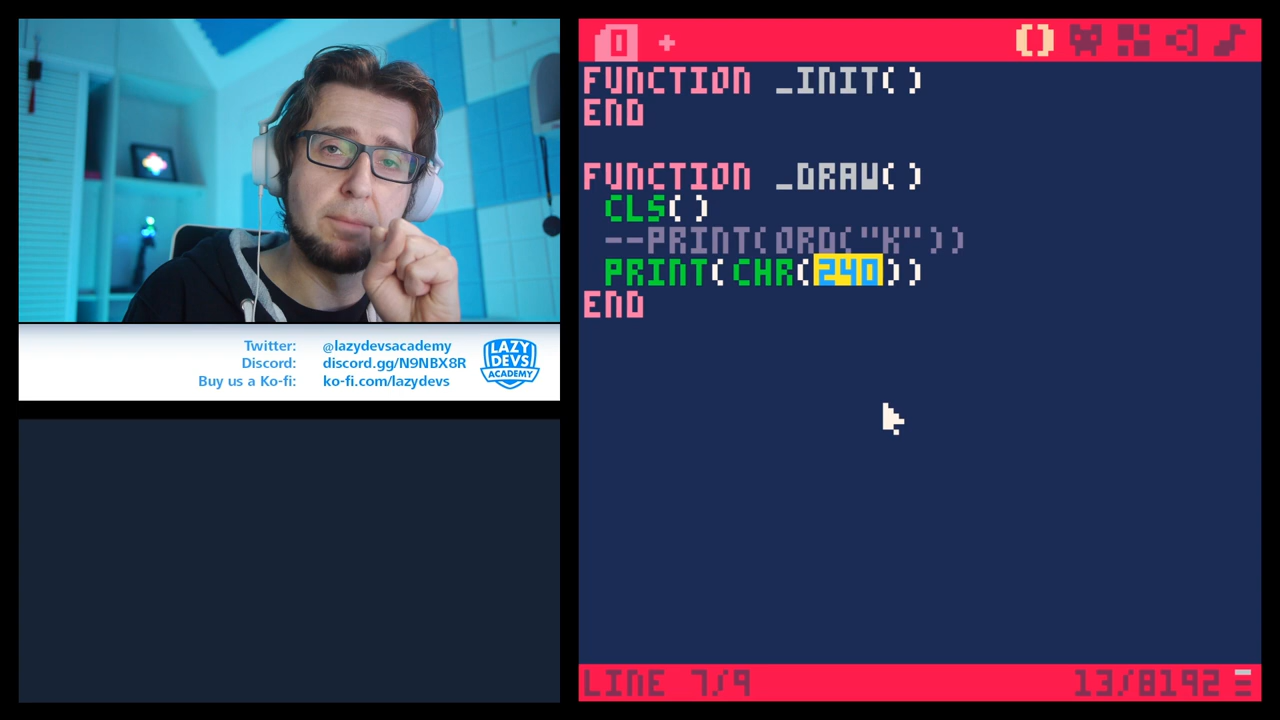 Twitter: @lazydevsacademy
Discord: discord.gg/N9NBX8R
Buy us a Ko-fi: ko-fi.com/lazydevs
LAZY
DEVS
ACADEMY
0 +
FUNCTION _INIT()
END
FUNCTION _DRAW()
CLS()
--PRINT(ORD("K"))
PRINT(CHR(240))
END
LINE 7/9
13/8192